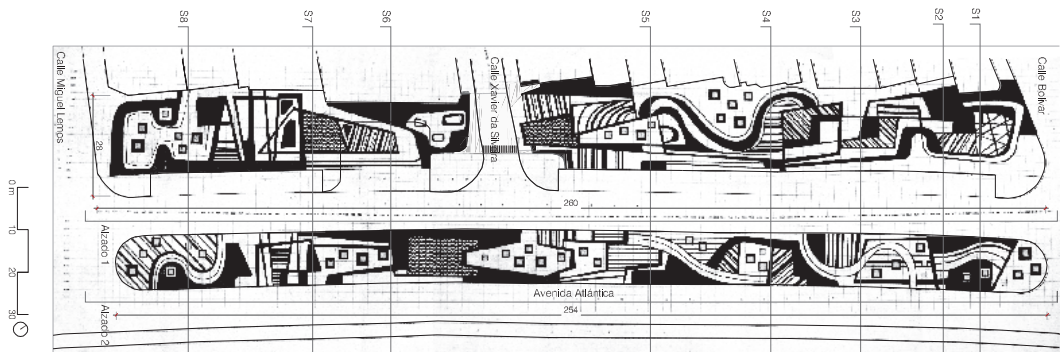 S8
S7
S6
S5
S4
S3
S2
S1
Calle Miguel Lemos
Calle Xavier da Silveira
Calle Bolívar
28
260
0 m
10
20
30
Alzado 1
Avenida Atlántica
254
Alzado 2